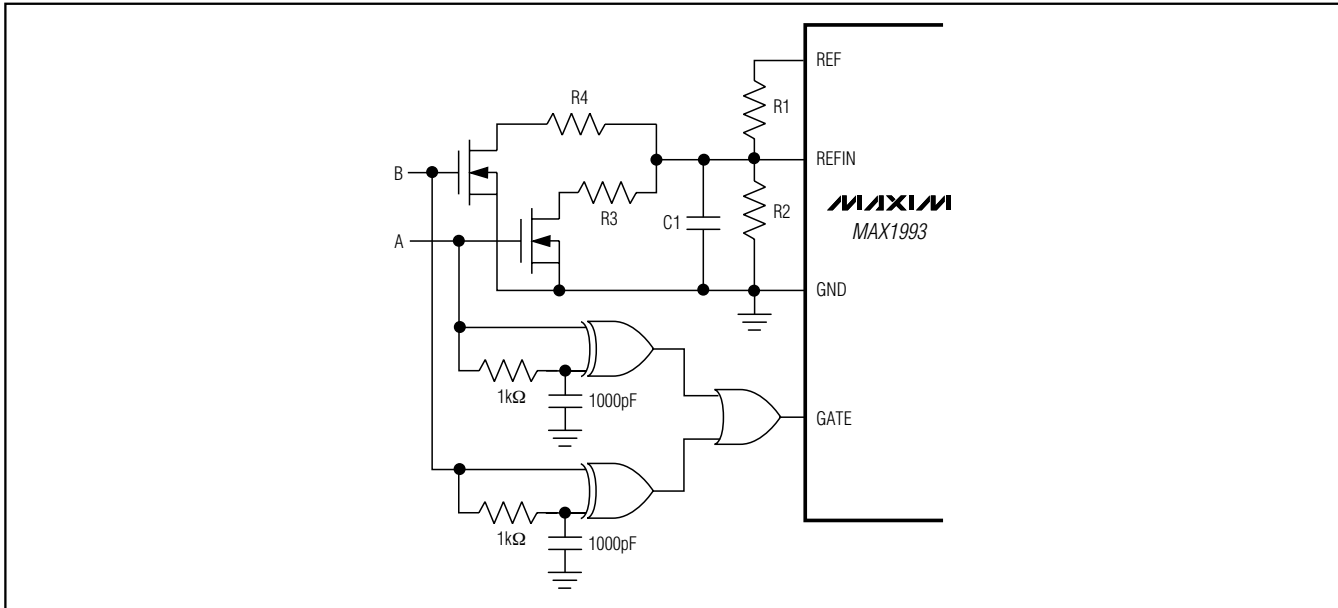 REF
R4
R1
REFIN
B
R3
C1
R2
MAXIM
MAX1993
A
GND
1kΩ
1000pF
GATE
1kΩ
1000pF